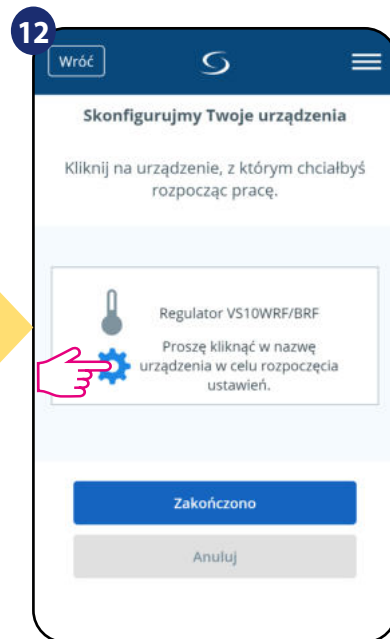 12
Wróć
Skonfigurujmy Twoje urządzenia
Kliknij na urządzenie, z którym chciałbyś
rozpocząc pracę.
Regulator VS10WRF/BRF
Proszę kliknąć w nazwę
urządzenia w celu rozpoczęcia
ustawień.
Zakończono
Anuluj